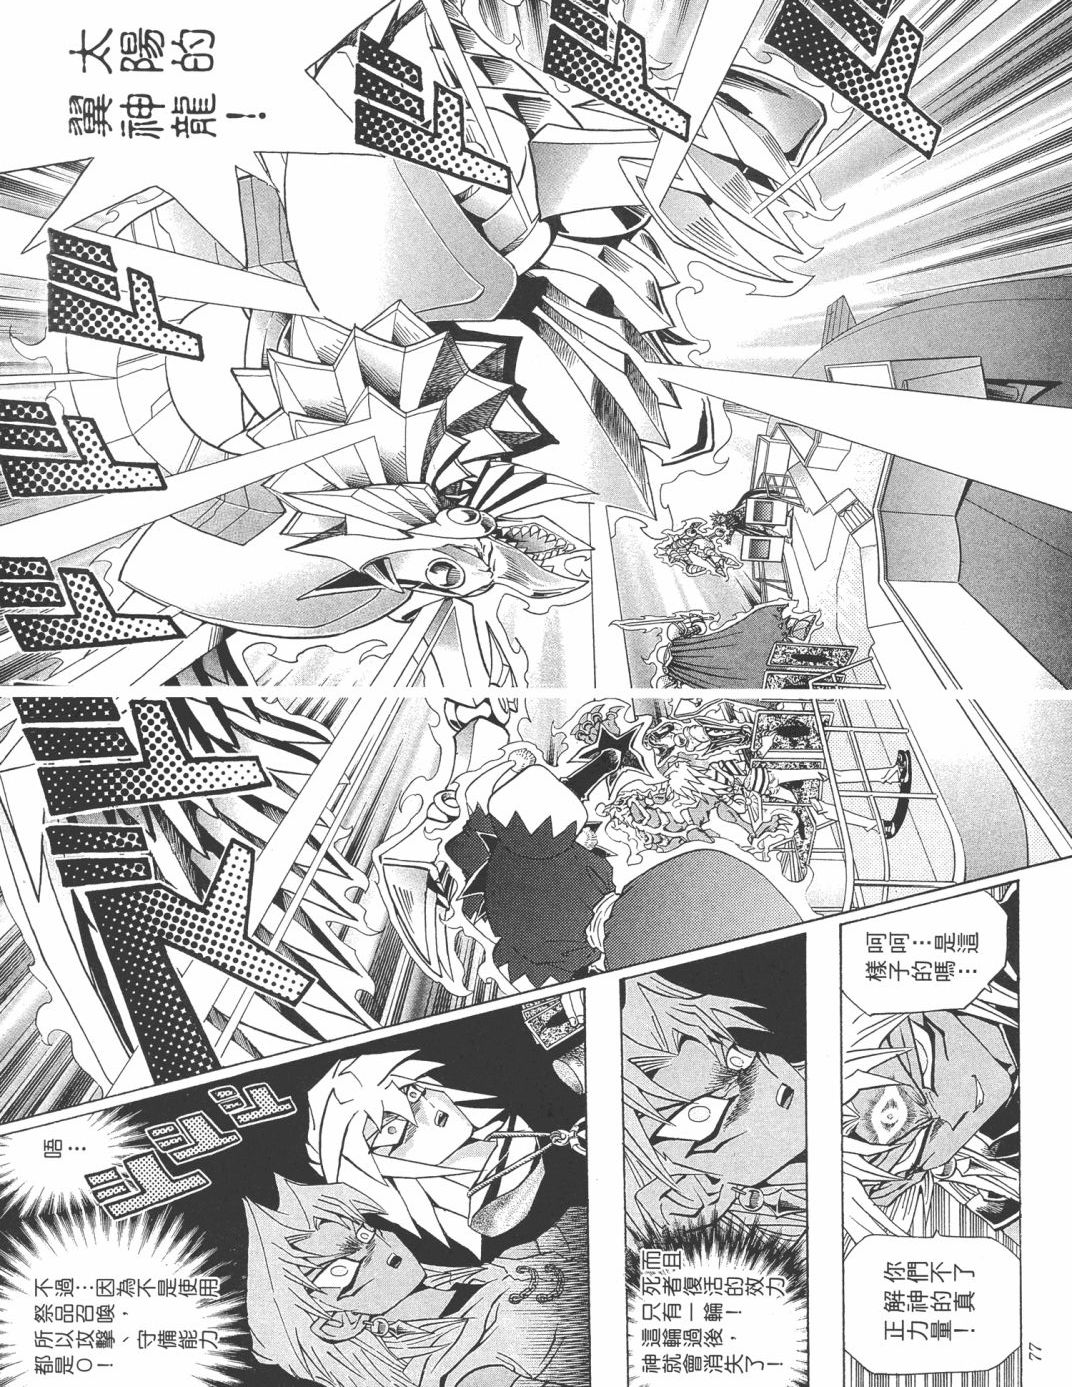 太陽的
翼神龍！
唔…
不過…因為不是使用
祭品召喚，
所以攻擊、守備能力
都是０！
而且
死者復活的效力
只有一輪！
這輪過後，
神就會消失了！
呵呵…是這
樣子的嗎…
你們不了
解神的真
正力量！
77